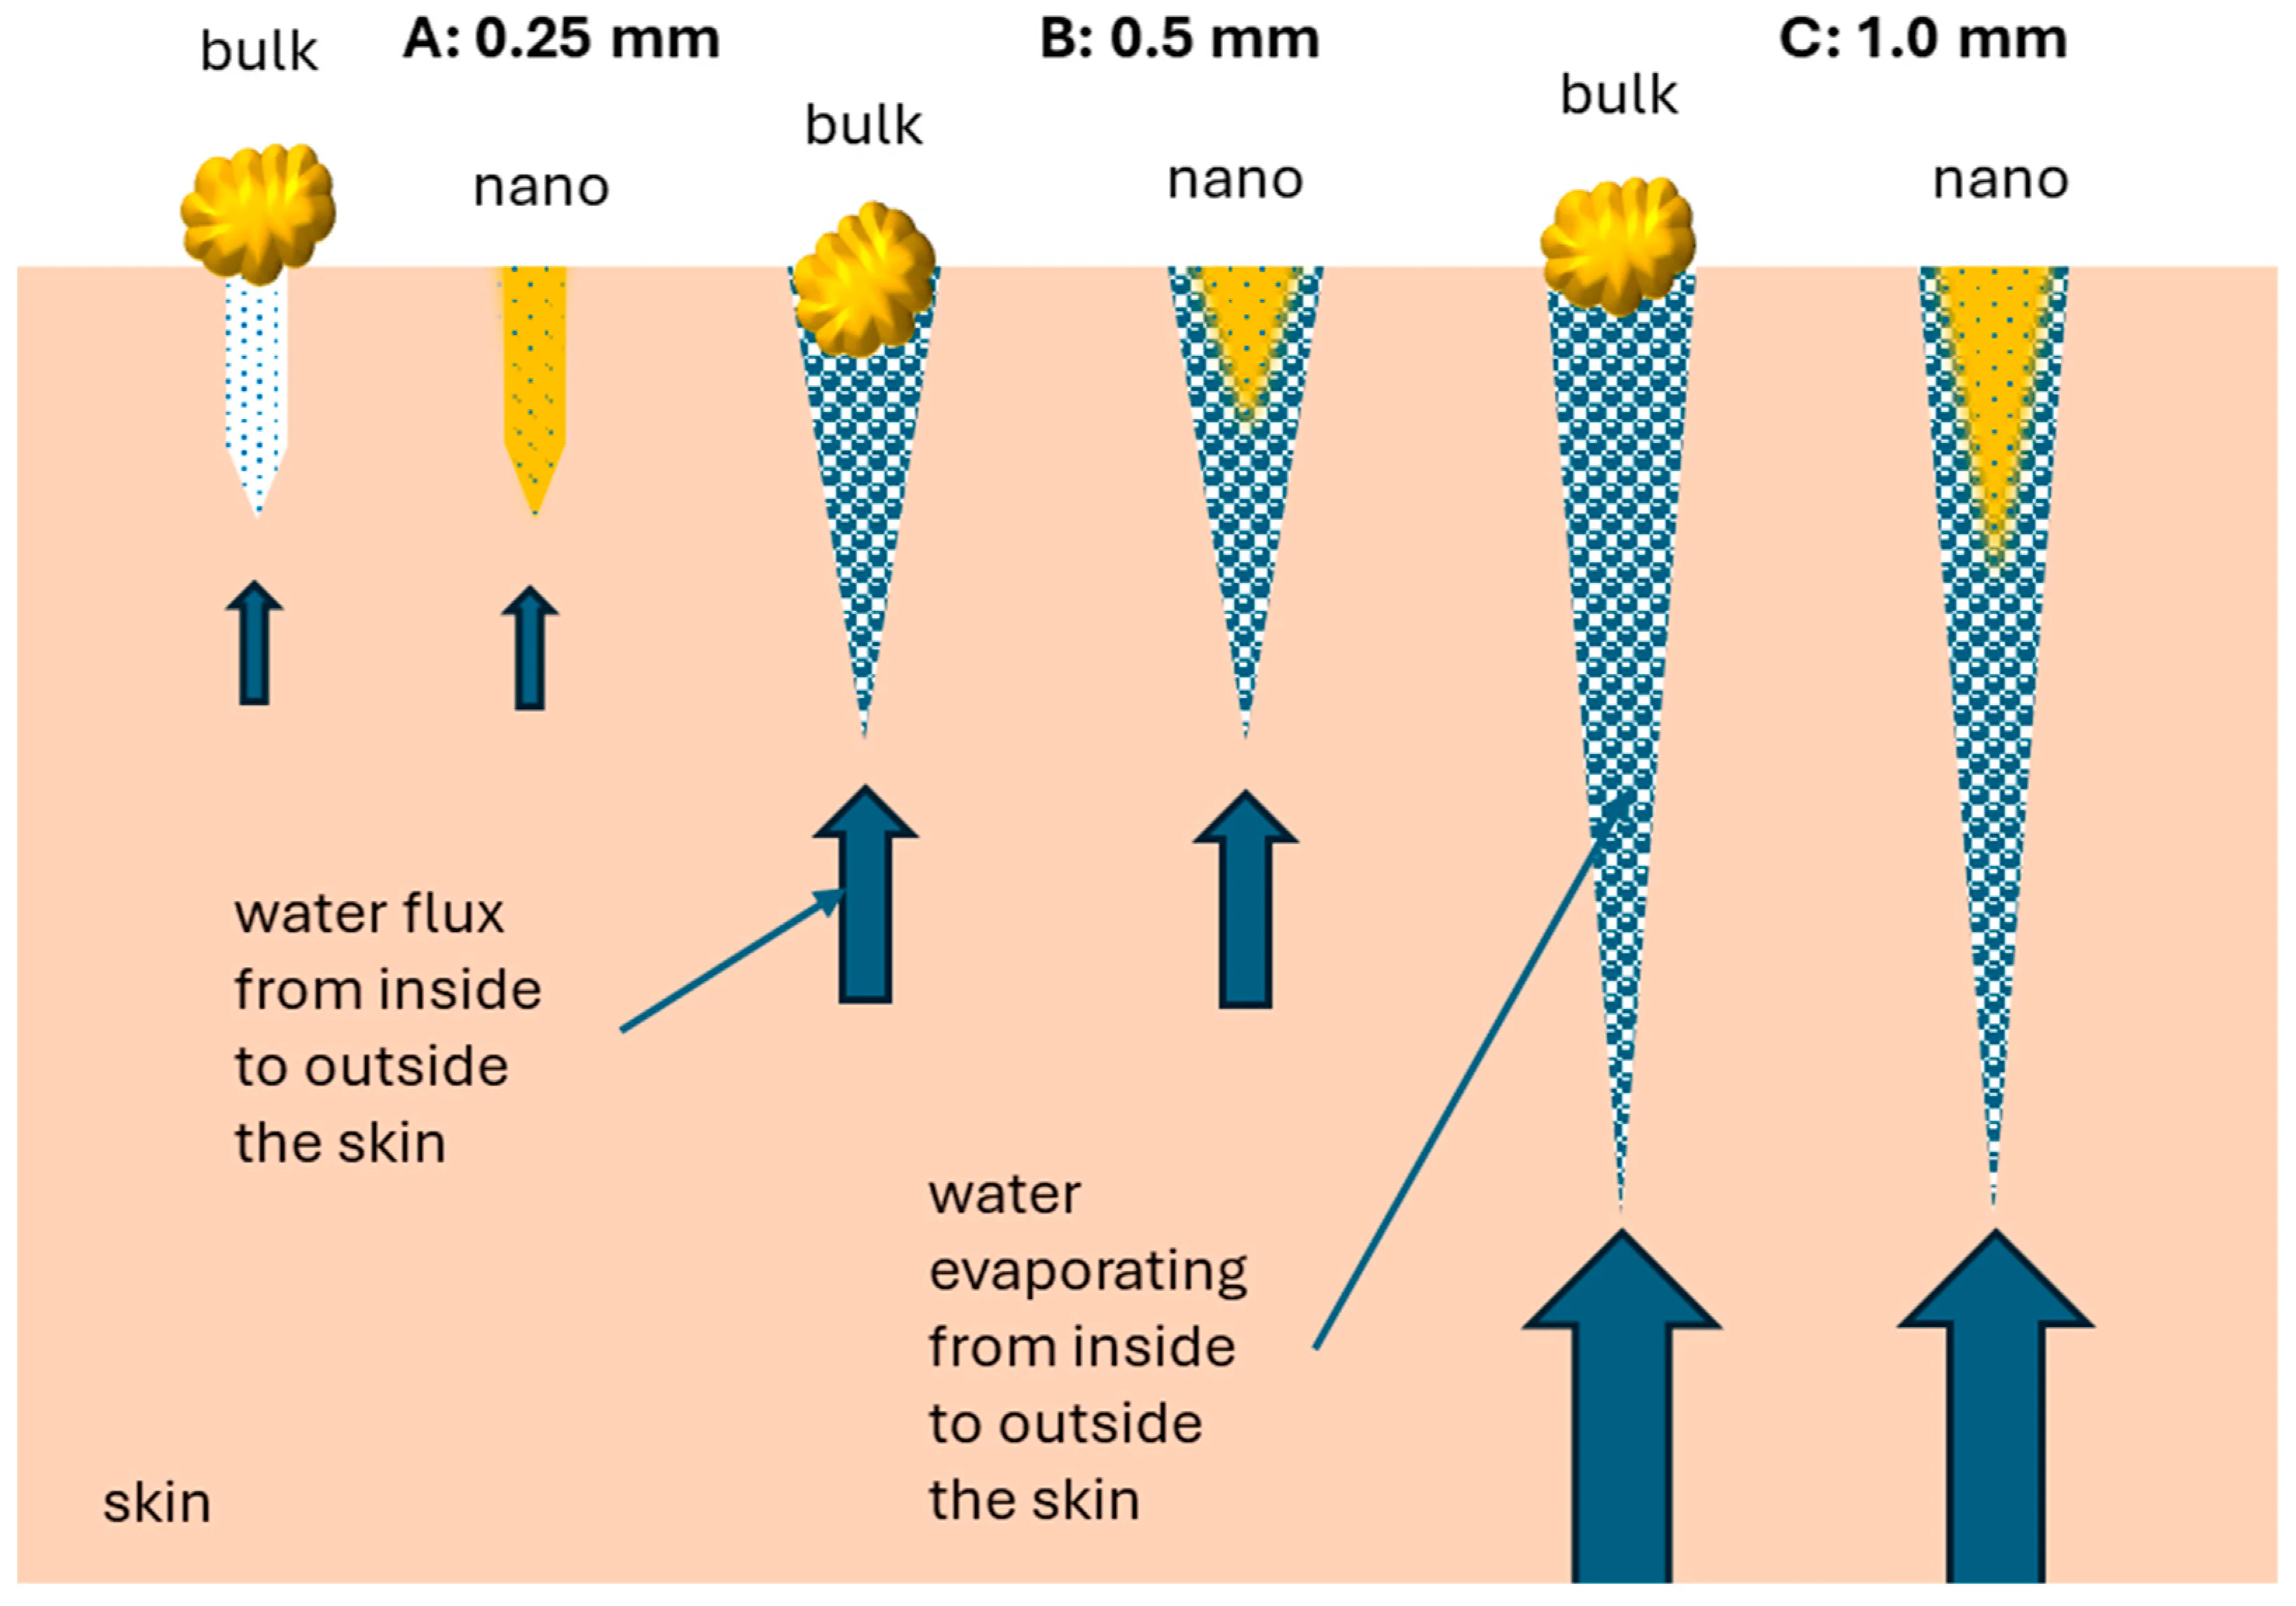 bulk
A: 0.25 mm
nano
bulk
B: 0.5 mm
nano
bulk
C: 1.0 mm
nano
water flux
from inside
to outside
the skin
water
evaporating
from inside
to outside
the skin
skin